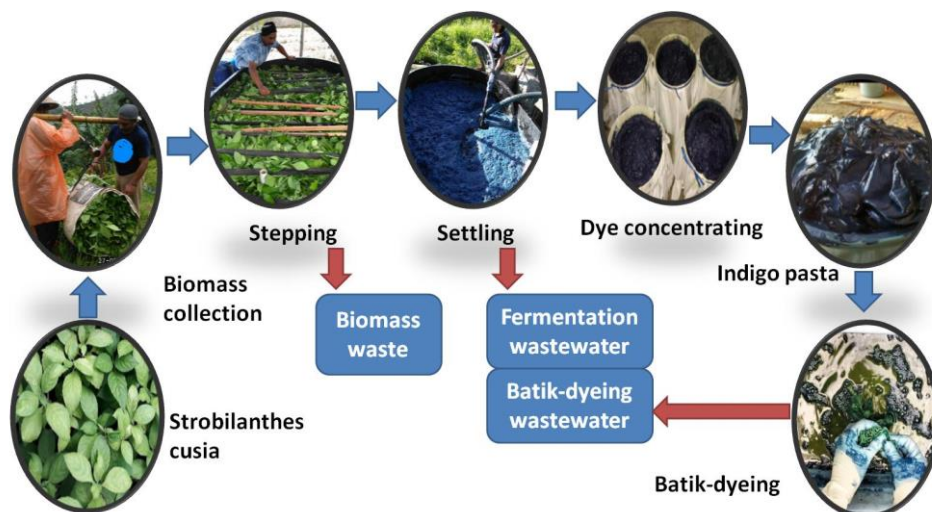 Stepping
Settling
Dye concentrating
Indigo pasta
Biomass
collection
Biomass
waste
Fermentation
wastewater
Batik-dyeing
wastewater
Strobilanthes
cusia
Batik-dyeing